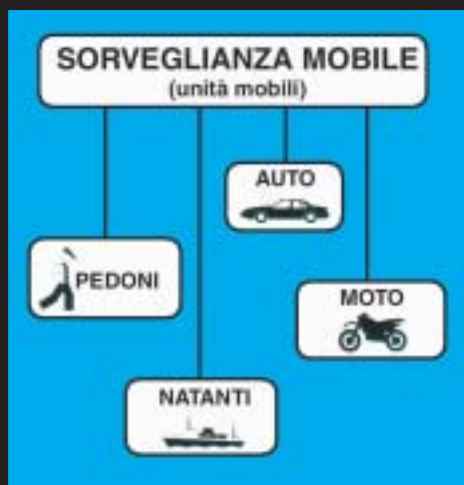 SORVEGLIANZA MOBILE
(unità mobili)
AUTO
PEDONI
MOTO
NATANTI